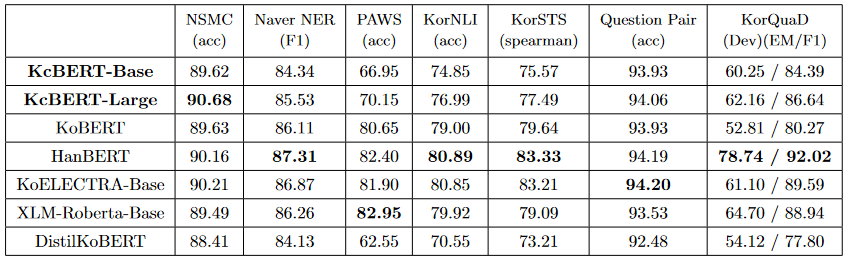 NSMC (acc) Naver NER (F1) PAWS (acc) KorNLI (acc) KorSTS (spearman) Question Pair (acc) KorQuaD (Dev)(EM/F1)
KcBERT-Base 89.62 84.34 66.95 74.85 75.57 93.93 60.25 / 84.39
KcBERT-Large 90.68 85.53 70.15 76.99 77.49 94.06 62.16 / 86.64
KoBERT 89.63 86.11 80.65 79.00 79.64 93.93 52.81 / 80.27
HanBERT 90.16 87.31 82.40 80.89 83.33 94.19 78.74 / 92.02
KoELECTRA-Base 90.21 86.87 81.90 80.85 83.21 94.20 61.10 / 89.59
XLM-Roberta-Base 89.49 86.26 82.95 79.92 79.09 93.53 64.70 / 88.94
DistilKoBERT 88.41 84.13 62.55 70.55 73.21 92.48 54.12 / 77.80